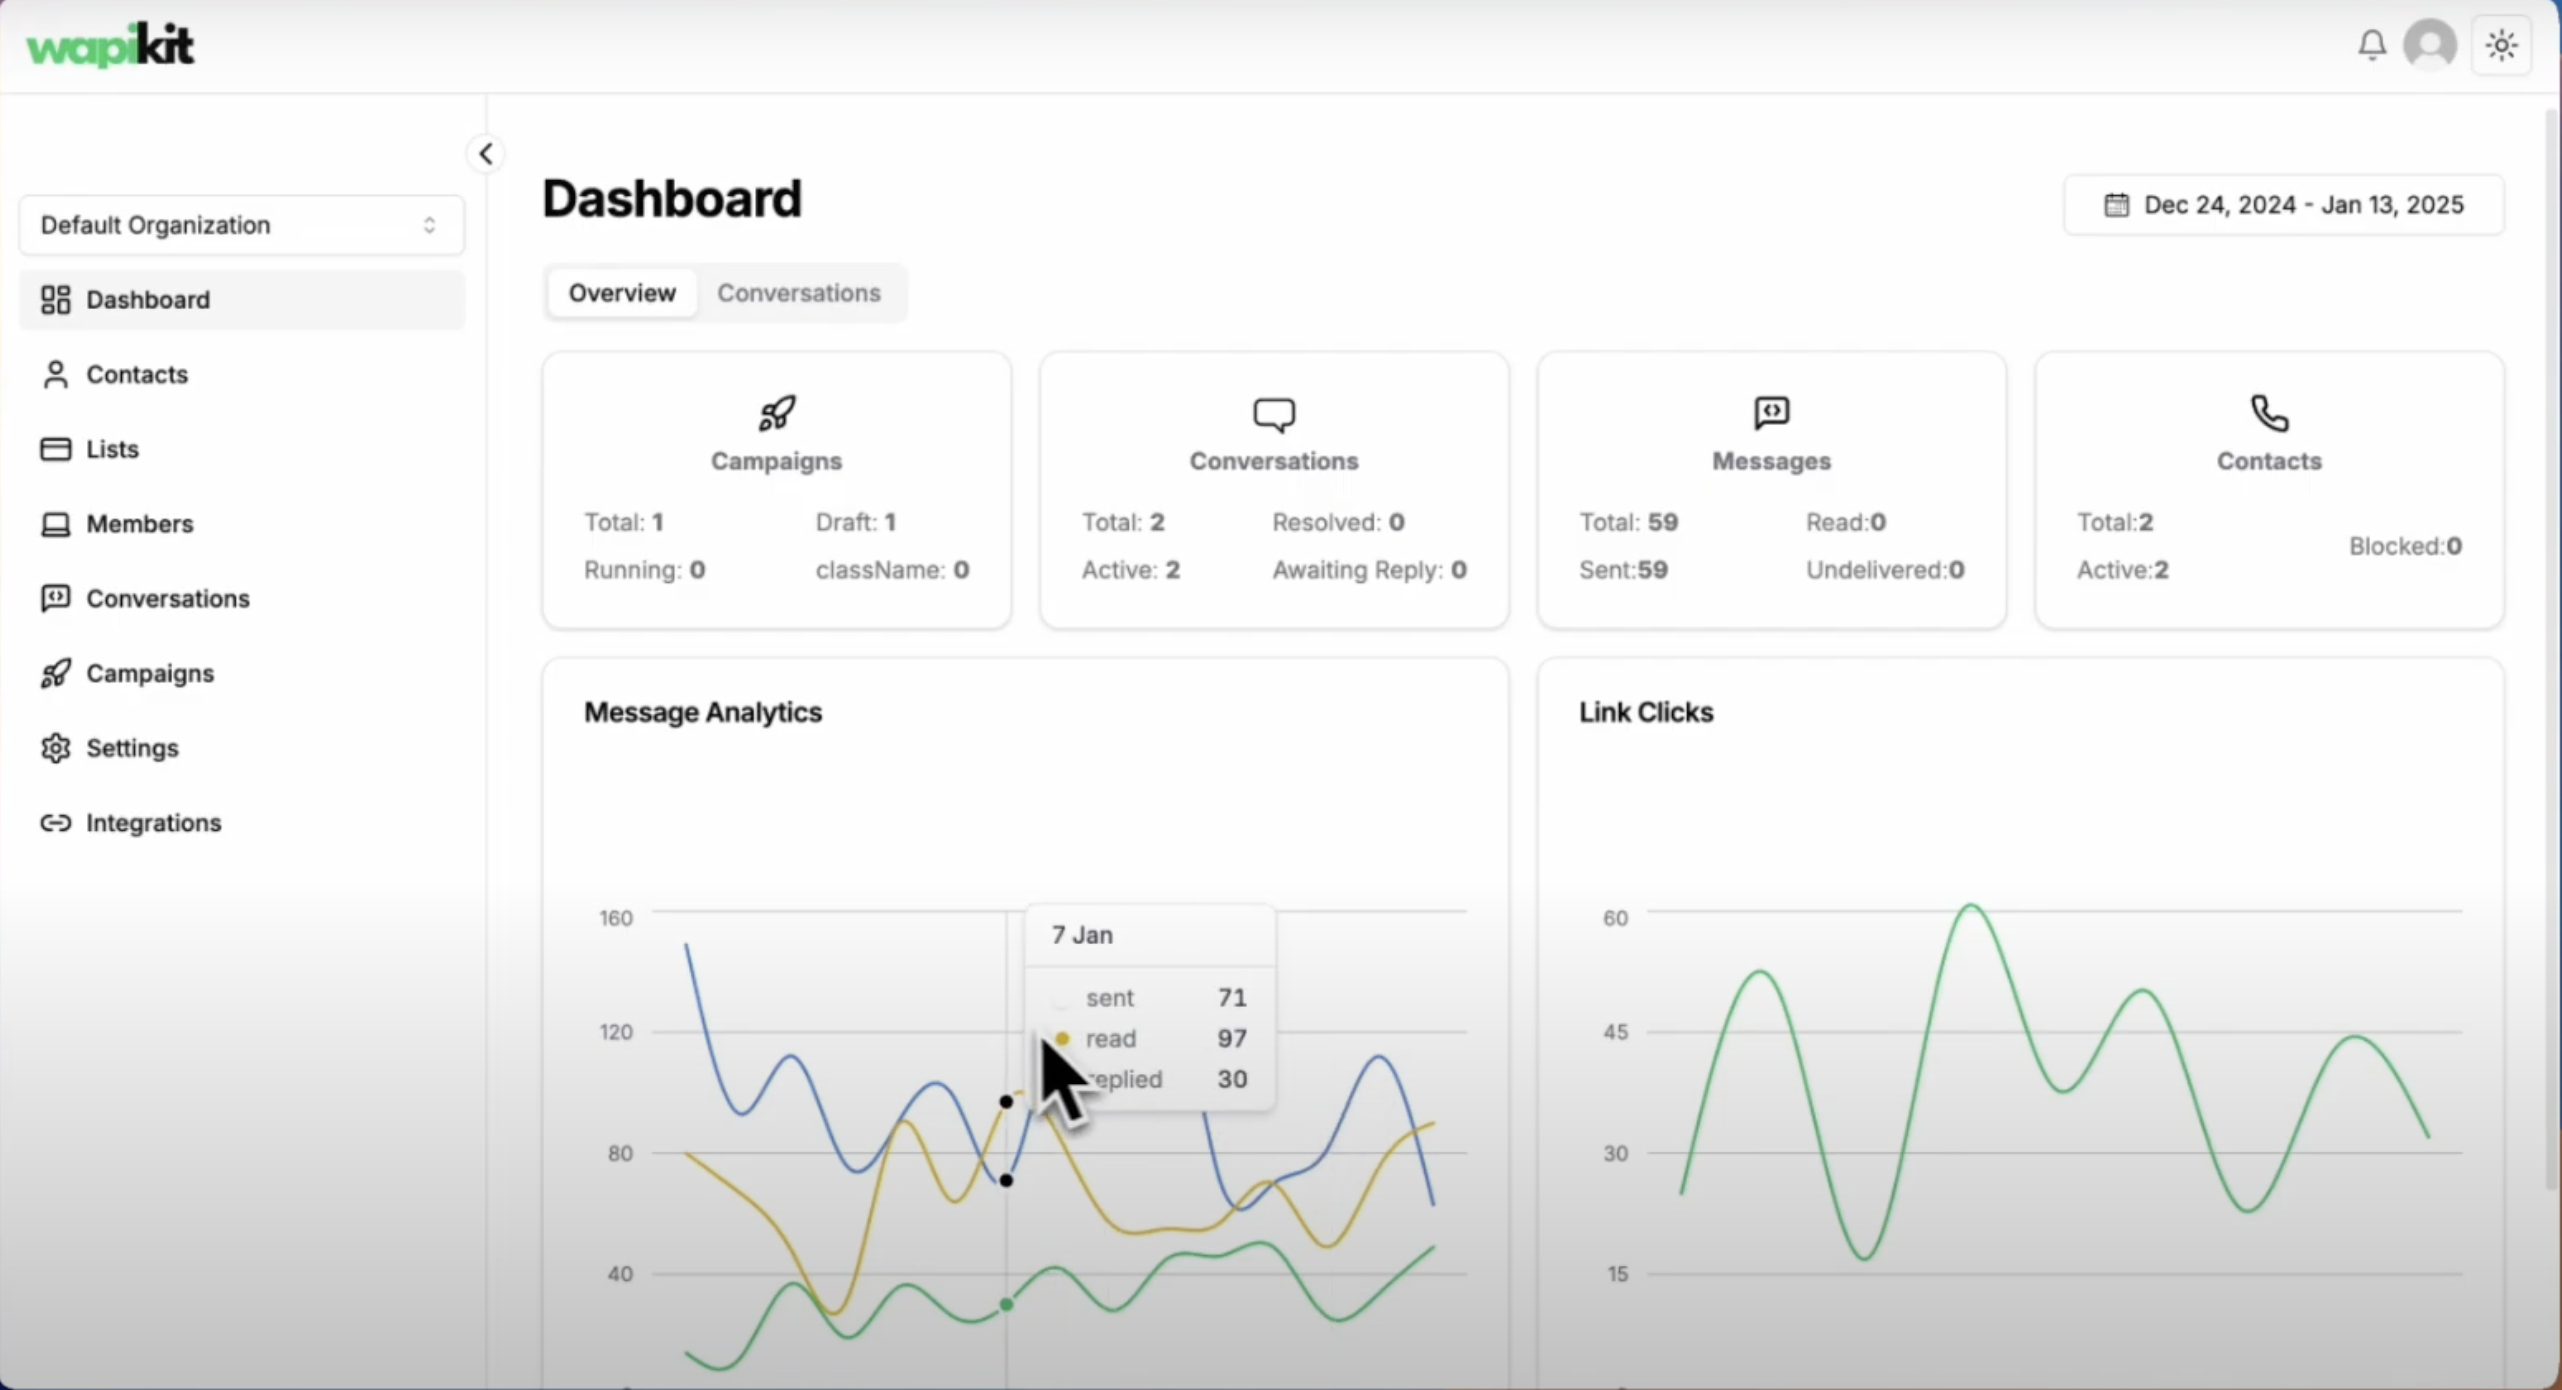 wapikit
Default Organization
Dashboard
Contacts
Lists
Members
Conversations
Campaigns
Settings
Integrations
Dashboard
Dec 24, 2024 - Jan 13, 2025
Overview
Conversations
Campaigns
Total: 1
Draft: 1
Running: 0
className: 0
Conversations
Total: 2
Resolved: 0
Active: 2
Awaiting Reply: 0
Messages
Total: 59
Read:0
Sent:59
Undelivered:0
Contacts
Total:2
Blocked:0
Active:2
Message Analytics
160
120
80
40
7 Jan
sent 71
read 97
replied 30
Link Clicks
60
45
30
15